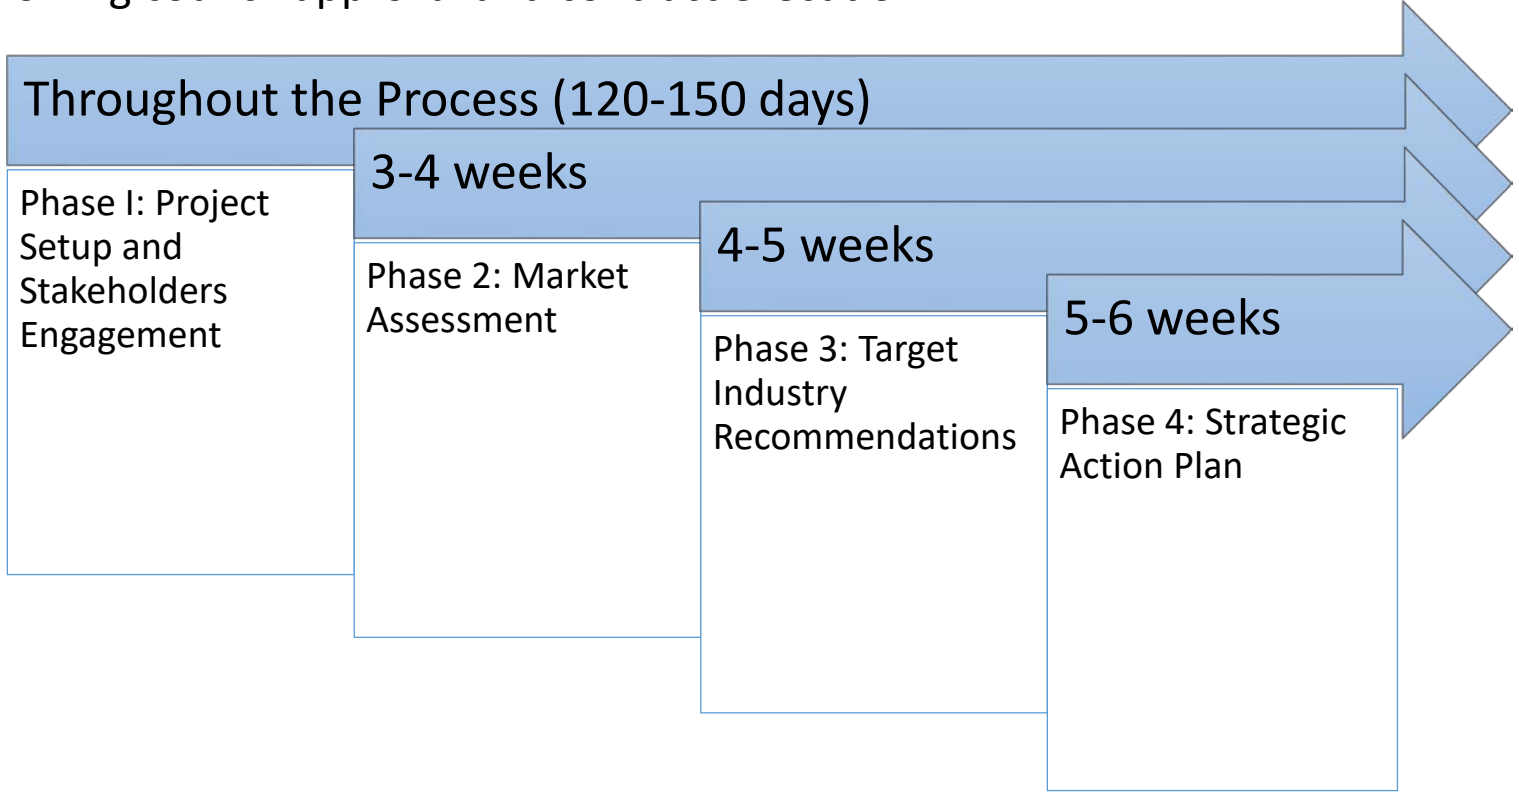 Throughout the Process (120-150 days)
3-4 weeks
Phase I: Project
Setup and
Stakeholders
Engagement
4-5 weeks
Phase 2: Market
Assessment
5-6 weeks
Phase 3: Target
Industry
Recommendations
Phase 4: Strategic
Action Plan